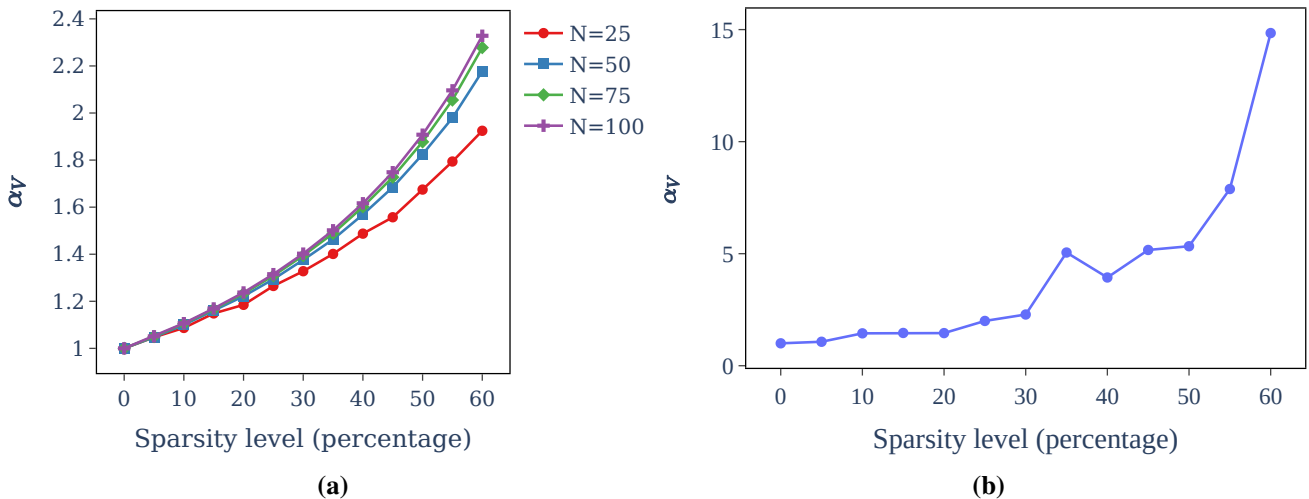 2.4
2.2
2
1.8
1.6
1.4
1.2
1
αV
0 10 20 30 40 50 60
Sparsity level (percentage)
N=25
N=50
N=75
N=100
(a)
15
10
5
0
αV
0 10 20 30 40 50 60
Sparsity level (percentage)
(b)